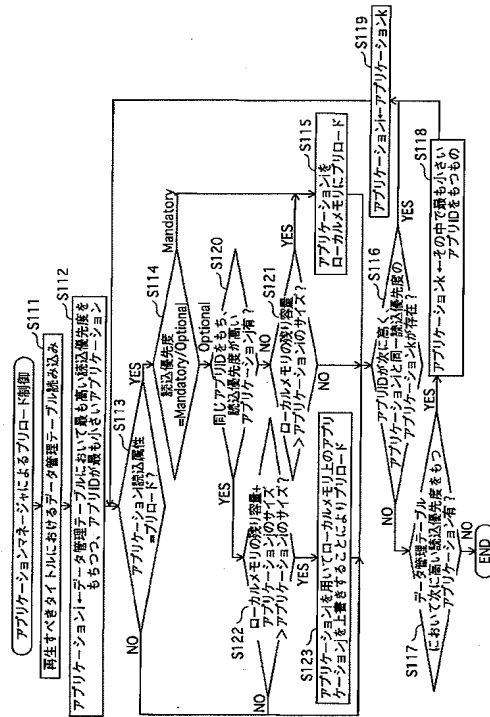 アプリケーションマネージャによるプリロード制御
S111
再生すべきタイトルにおけるデータ管理テーブル読み込み
S112
アプリケーションi←データ管理テーブルにおいて最も高い読込優先度を
もちつつ、アプリIDが最も小さいアプリケーション
S113
アプリケーションi読込属性
=プリロード?
NO
YES
S114
読込優先度
=Mandatory/Optional
Mandatory
Optional
S120
同じアプリIDをもち、
読込優先度が高い
アプリケーション有?
YES
NO
S121
ローカルメモリの残り容量
>アプリケーションiのサイズ?
YES
NO
S115
アプリケーションiを
ローカルメモリにプリロード
S122
ローカルメモリの残り容量+
アプリケーションjのサイズ
>アプリケーションiのサイズ?
NO
YES
S123
アプリケーションiを用いてローカルメモリ上のアプリ
ケーションjを上書きすることによりプリロード
S116
アプリIDが次に高く、
アプリケーションiと同一読込優先度の
アプリケーションkが存在?
NO
YES
S117
データ管理テーブル
において次に高い読込優先度をもつ
アプリケーション有?
YES
NO
S118
アプリケーションk←その中で最も小さい
アプリIDをもつもの
S119
アプリケーションi←アプリケーションk
END